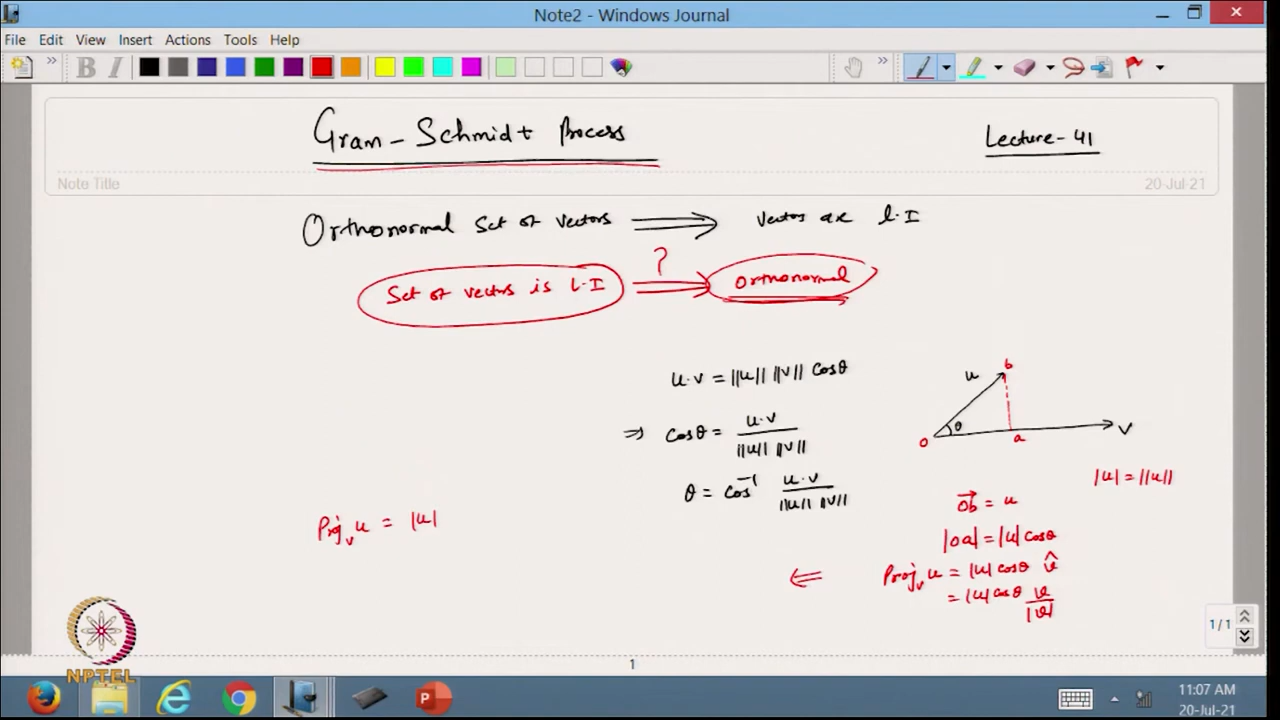 Note2 - Windows Journal
File Edit View Insert Actions Tools Help
Gram-Schmidt Process
Lecture-41
Note Title
20-Jul-21
Orthonormal Set of vectors ⟹ vectors are l.I
Set of vectors is l.I ⟹ ? Orthonormal
u·v = ||u|| ||v|| cosθ
⇒ cosθ = u·v / ||u|| ||v||
θ = cos⁻¹ u·v / ||u|| ||v||
u b
θ
o a v
|u| = ||u||
ob = u
|oa| = |u| cosθ
Proj_v u = |u| cosθ v̂
= |u| cosθ v / |v|
⇐
Proj_v u = |u|
1 / 1
1
NPTEL
11:07 AM
20-Jul-21